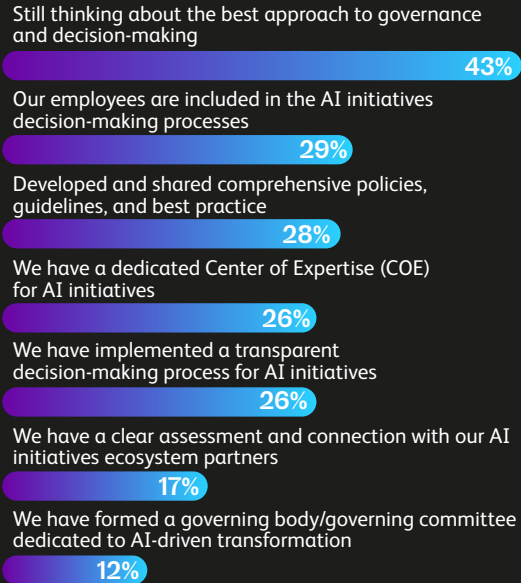 Still thinking about the best approach to governance
and decision-making
43%
Our employees are included in the AI initiatives
decision-making processes
29%
Developed and shared comprehensive policies,
guidelines, and best practice
28%
We have a dedicated Center of Expertise (COE)
for AI initiatives
26%
We have implemented a transparent
decision-making process for AI initiatives
26%
We have a clear assessment and connection with our AI
initiatives ecosystem partners
17%
We have formed a governing body/governing committee
dedicated to AI-driven transformation
12%